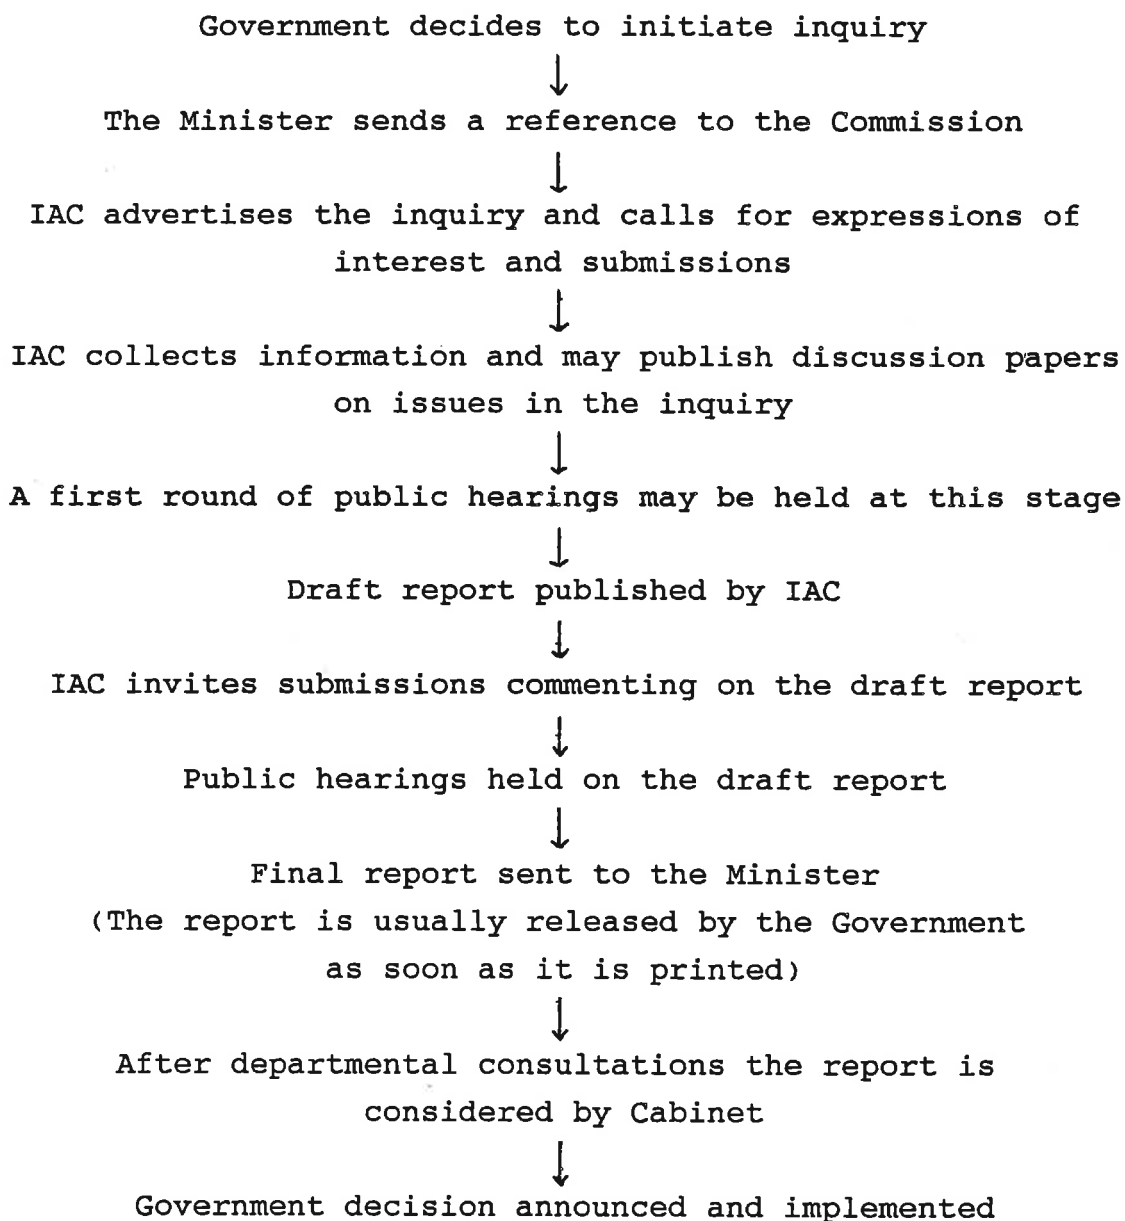 Government decides to initiate inquiry
The Minister sends a reference to the Commission
IAC advertises the inquiry and calls for expressions of
interest and submissions
IAC collects information and may publish discussion papers
on issues in the inquiry
A first round of public hearings may be held at this stage
Draft report published by IAC
IAC invites submissions commenting on the draft report
Public hearings held on the draft report
Final report sent to the Minister
(The report is usually released by the Government
as soon as it is printed)
After departmental consultations the report is
considered by Cabinet
Government decision announced and implemented